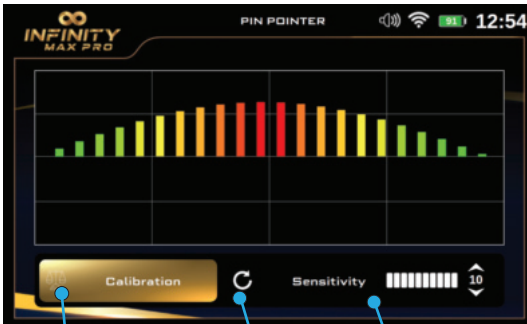 INFINITY
MAX PRO
PIN POINTER
91
12:54
Calibration
Sensitivity
10